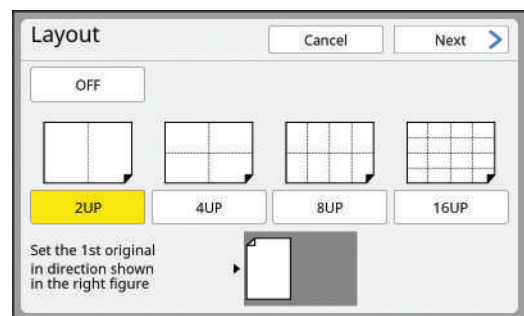 Layout
Cancel
Next
OFF
2UP
4UP
8UP
16UP
Set the 1st original
in direction shown
in the right figure